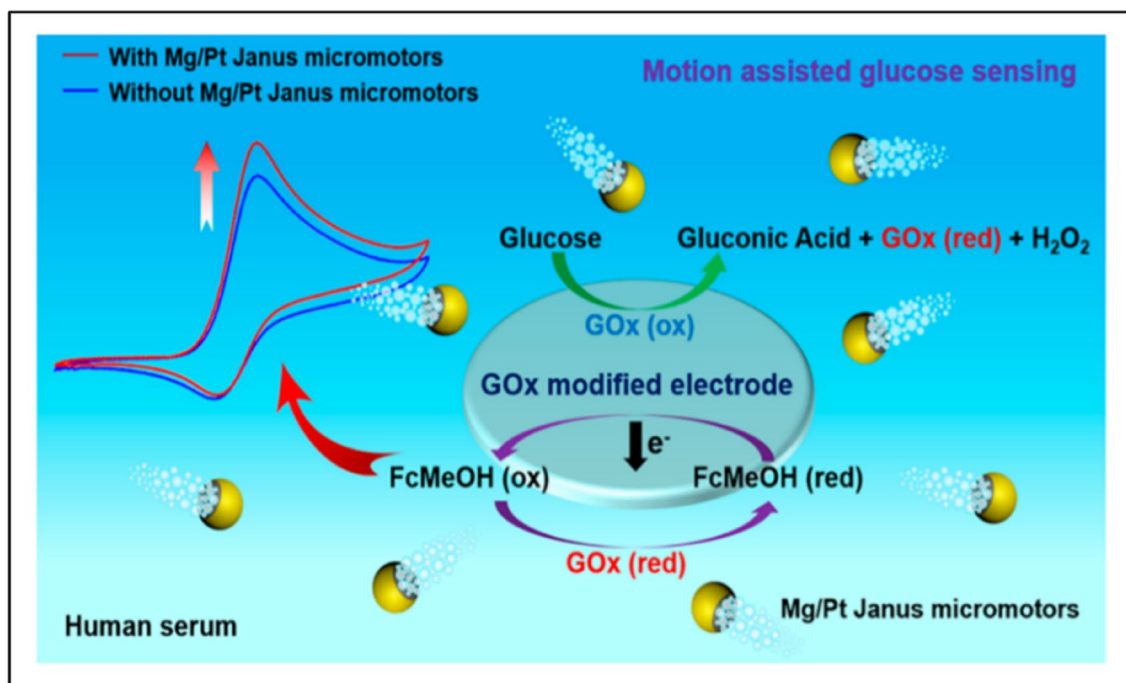 With Mg/Pt Janus micromotors
Without Mg/Pt Janus micromotors
Motion assisted glucose sensing
Glucose
Gluconic Acid + GOx (red) + H₂O₂
GOx (ox)
GOx modified electrode
e⁻
FcMeOH (ox)
FcMeOH (red)
GOx (red)
Human serum
Mg/Pt Janus micromotors